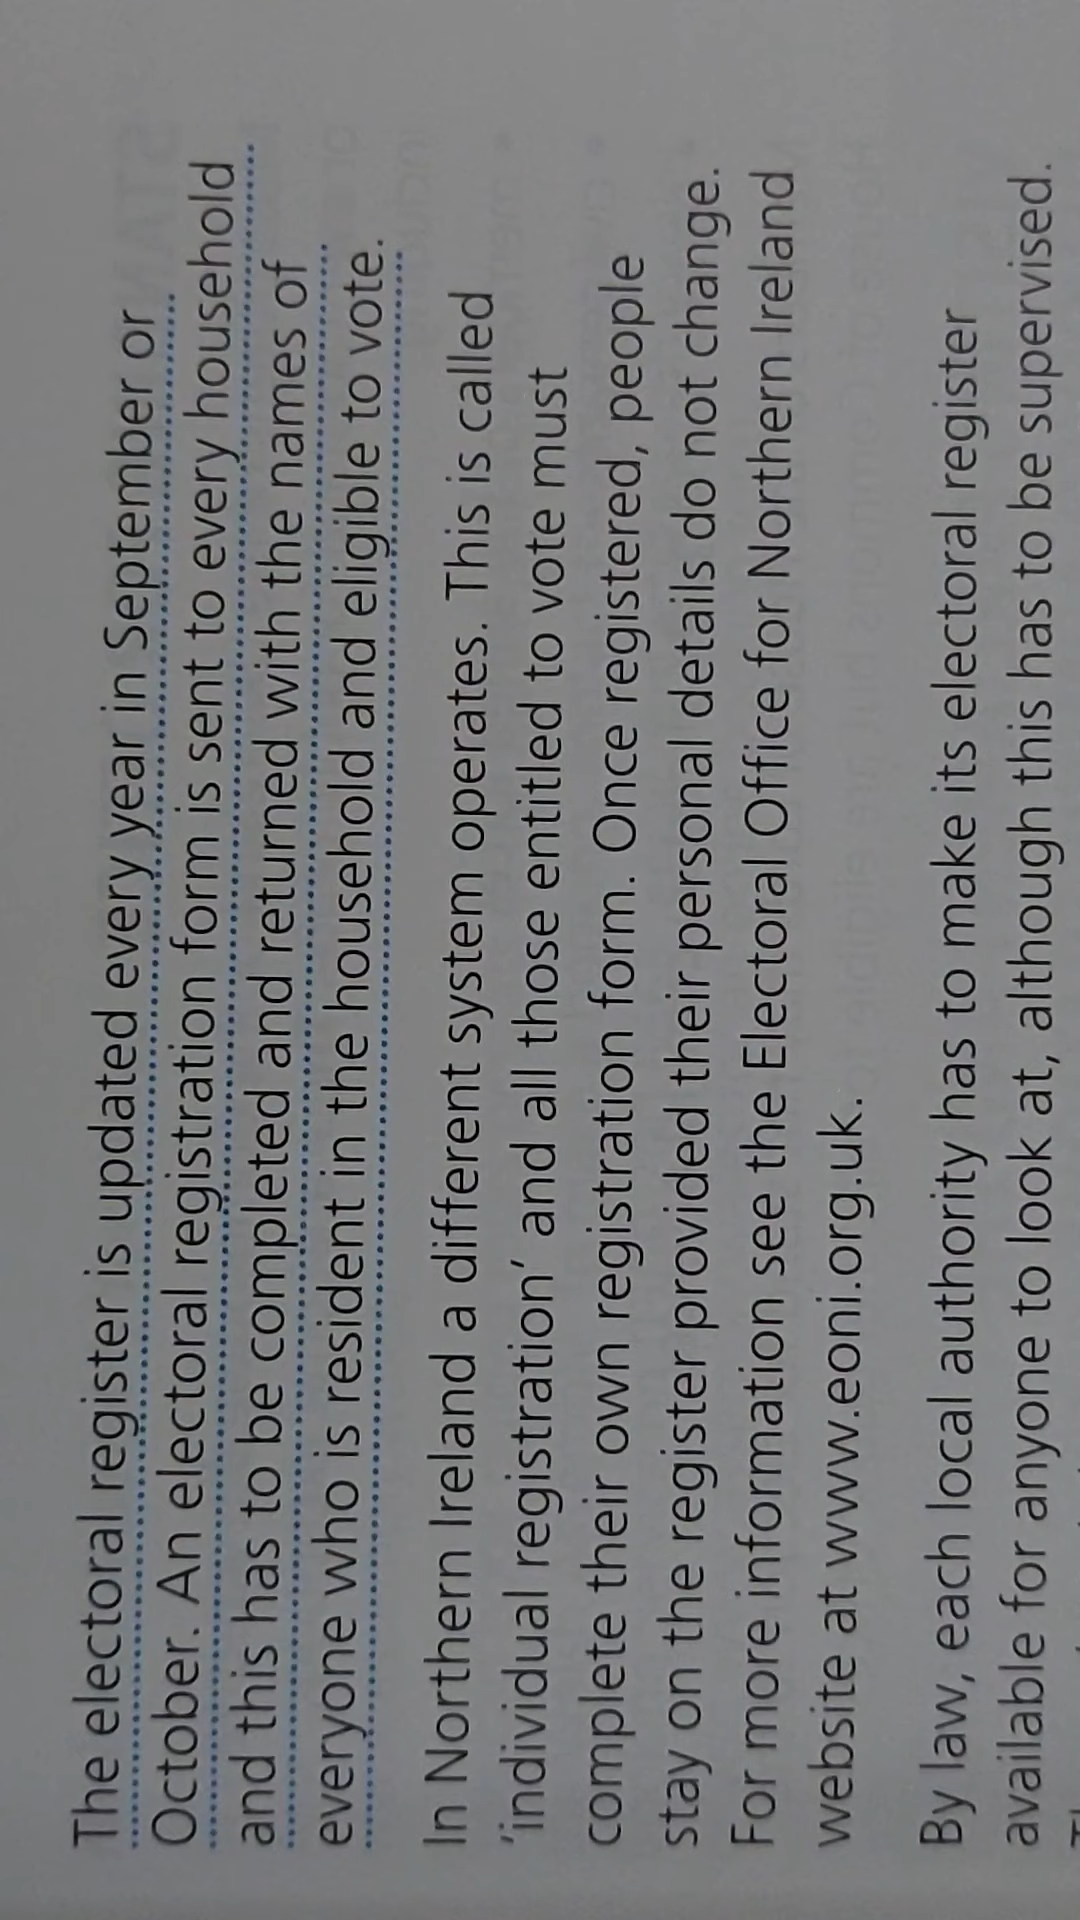 The electoral register is updated every year in September or
October. An electoral registration form is sent to every household
and this has to be completed and returned with the names of
everyone who is resident in the household and eligible to vote.
In Northern Ireland a different system operates. This is called
‘individual registration’ and all those entitled to vote must
complete their own registration form. Once registered, people
stay on the register provided their personal details do not change.
For more information see the Electoral Office for Northern Ireland
website at www.eoni.org.uk.
By law, each local authority has to make its electoral register
available for anyone to look at, although this has to be supervised.